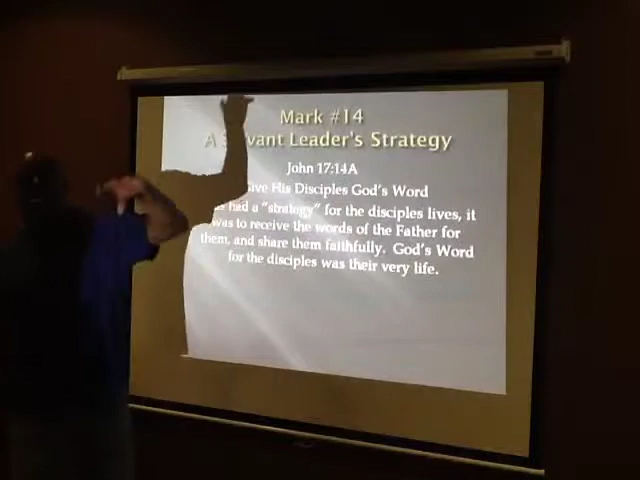 Mark #14
A Servant Leader's Strategy
John 17:14A
His Disciples God's Word
had a "strategy" for the disciples lives, it
was to receive the words of the Father for
them, and share them faithfully. God's Word
for the disciples was their very life.